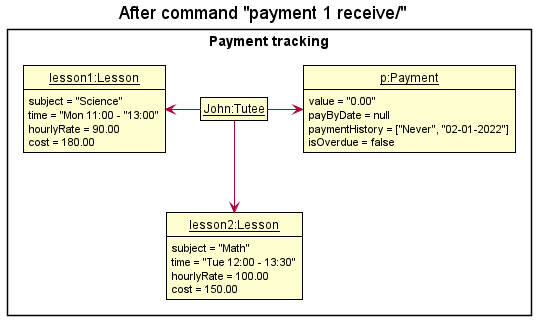 After command "payment 1 receive/"
Payment tracking
lesson1:Lesson
subject = "Science"
time = "Mon 11:00 - "13:00"
hourlyRate = 90.00
cost = 180.00
John:Tutee
p:Payment
value = "0.00"
payByDate = null
paymentHistory = ["Never", "02-01-2022"]
isOverdue = false
lesson2:Lesson
subject = "Math"
time = "Tue 12:00 - 13:30"
hourlyRate = 100.00
cost = 150.00